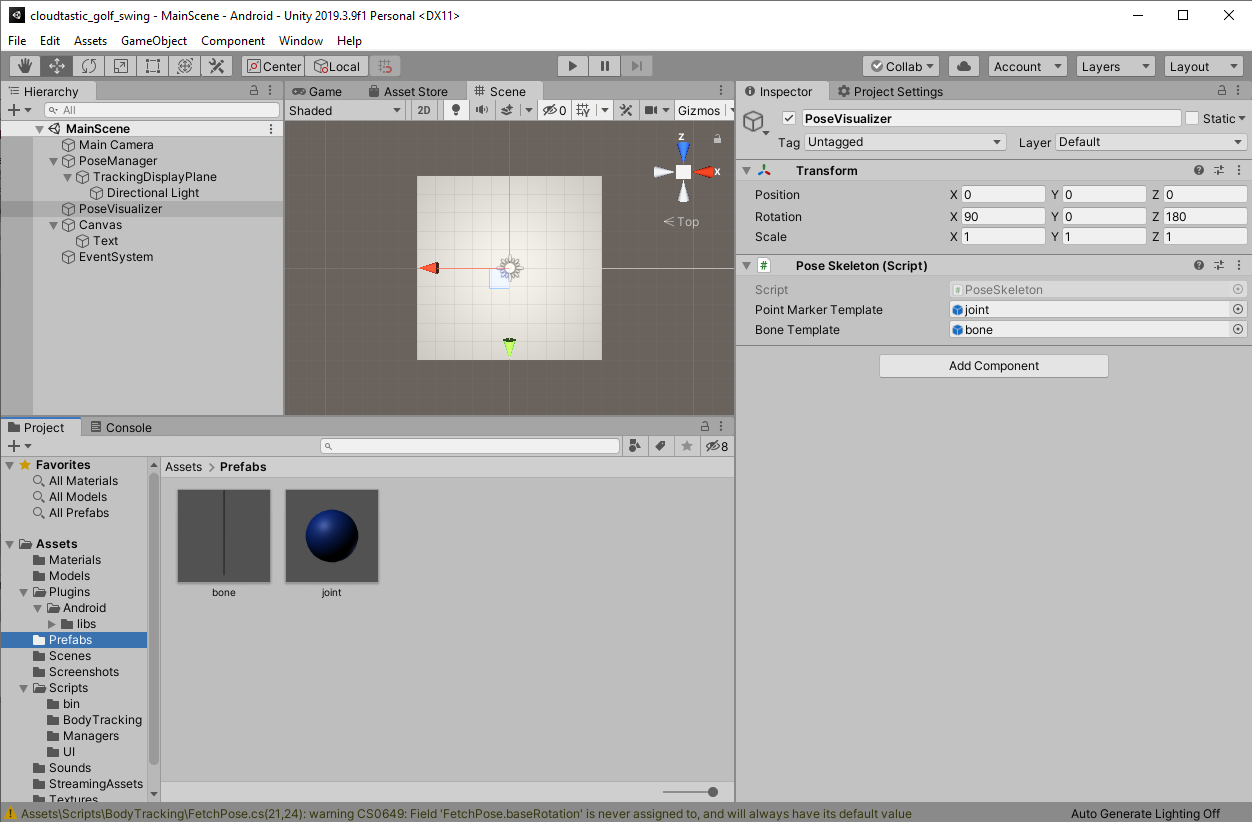 cloudtastic_golf_swing - MainScene - Android - Unity 2019.3.9f1 Personal <DX11>
File Edit Assets GameObject Component Window Help
Center Local Collab Account Layers Layout
Hierarchy
All
MainScene
Main Camera
PoseManager
TrackingDisplayPlane
Directional Light
PoseVisualizer
Canvas
Text
EventSystem
Game Asset Store Scene
Shaded 2D 0 Gizmos
z
x
Top
Inspector Project Settings
PoseVisualizer Static
Tag Untagged Layer Default
Transform
Position X 0 Y 0 Z 0
Rotation X 90 Y 0 Z 180
Scale X 1 Y 1 Z 1
# Pose Skeleton (Script)
Script # PoseSkeleton
Point Marker Template joint
Bone Template bone
Add Component
Project Console
8
Favorites
All Materials
All Models
All Prefabs
Assets
Materials
Models
Plugins
Android
libs
Prefabs
Scenes
Screenshots
Scripts
bin
BodyTracking
Managers
UI
Sounds
StreamingAssets
Textures
Assets > Prefabs
bone joint
Assets\Scripts\BodyTracking\FetchPose.cs(21,24): warning CS0649: Field 'FetchPose.baseRotation' is never assigned to, and will always have its default value
Auto Generate Lighting Off